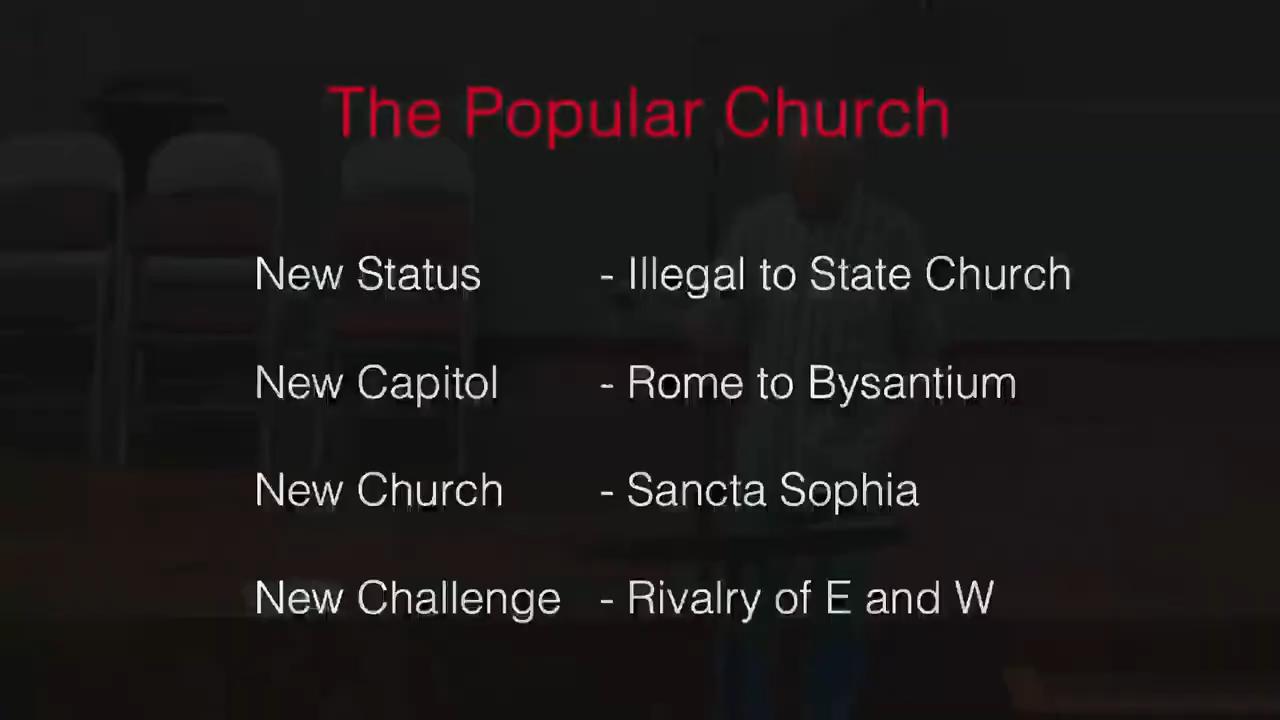 The Popular Church
New Status - Illegal to State Church
New Capitol - Rome to Bysantium
New Church - Sancta Sophia
New Challenge - Rivalry of E and W